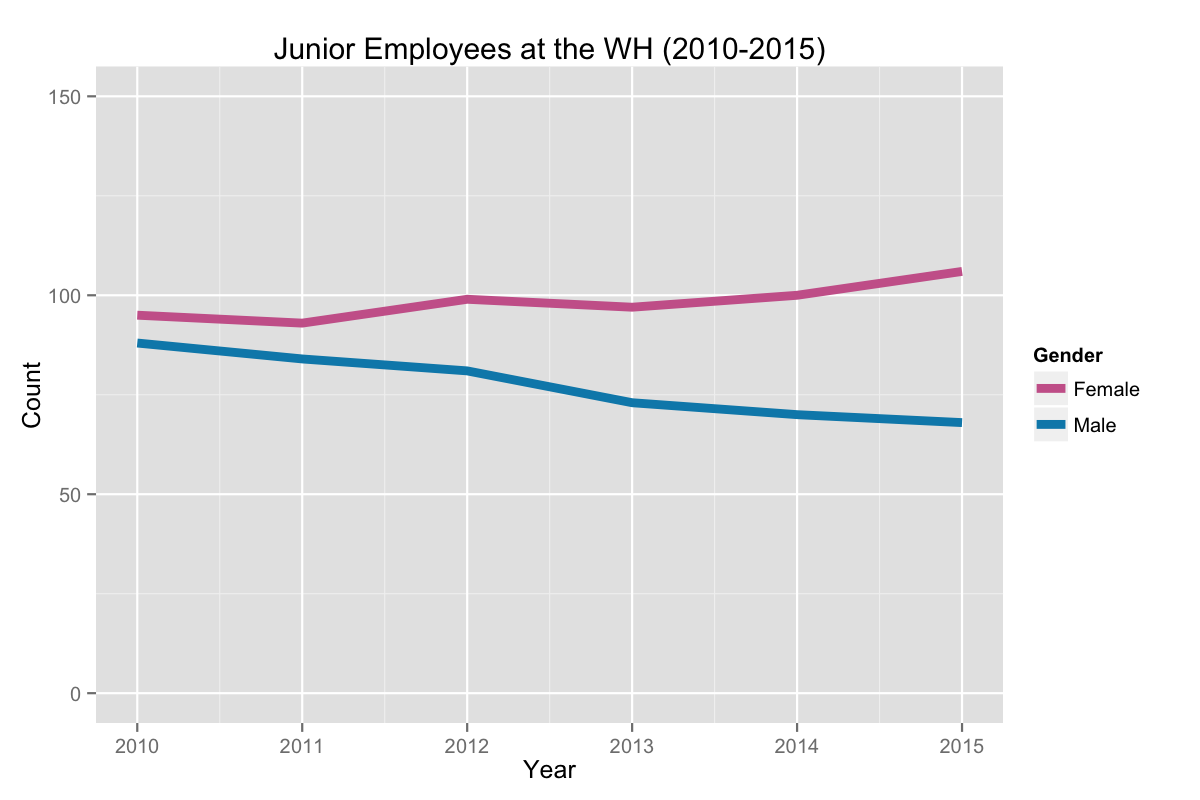 Junior Employees at the WH (2010-2015)
150
100
50
0
Count
2010 2011 2012 2013 2014 2015
Year
Gender
Female
Male